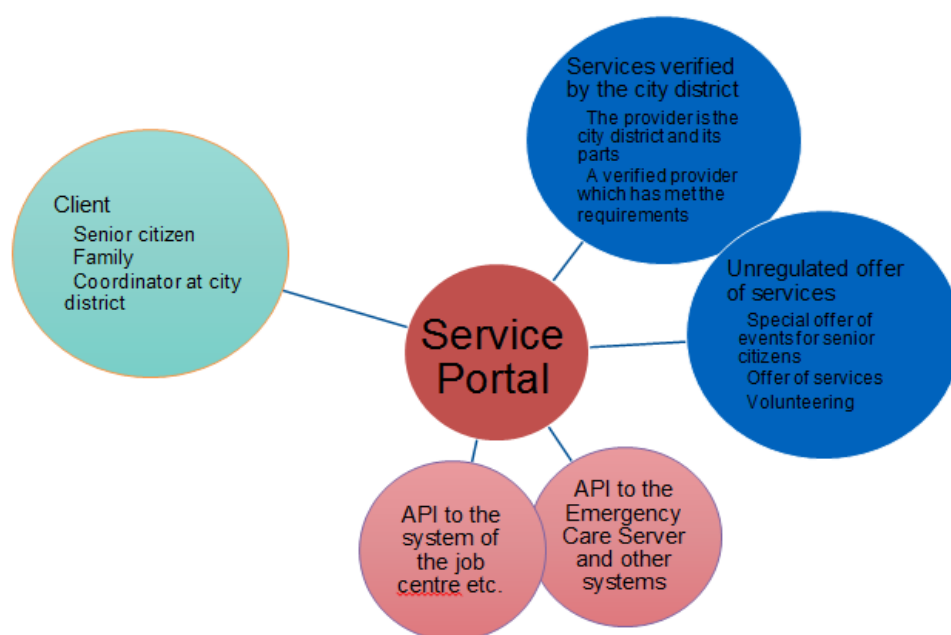 Services verified
by the city district
The provider is the
city district and its
parts
A verified provider
which has met the
requirements
Client
Senior citizen
Family
Coordinator at city
district
Unregulated offer
of services
Special offer of
events for senior
citizens
Offer of services
Volunteering
Service
Portal
API to the
system of
the job
centre etc.
API to the
Emergency
Care Server
and other
systems